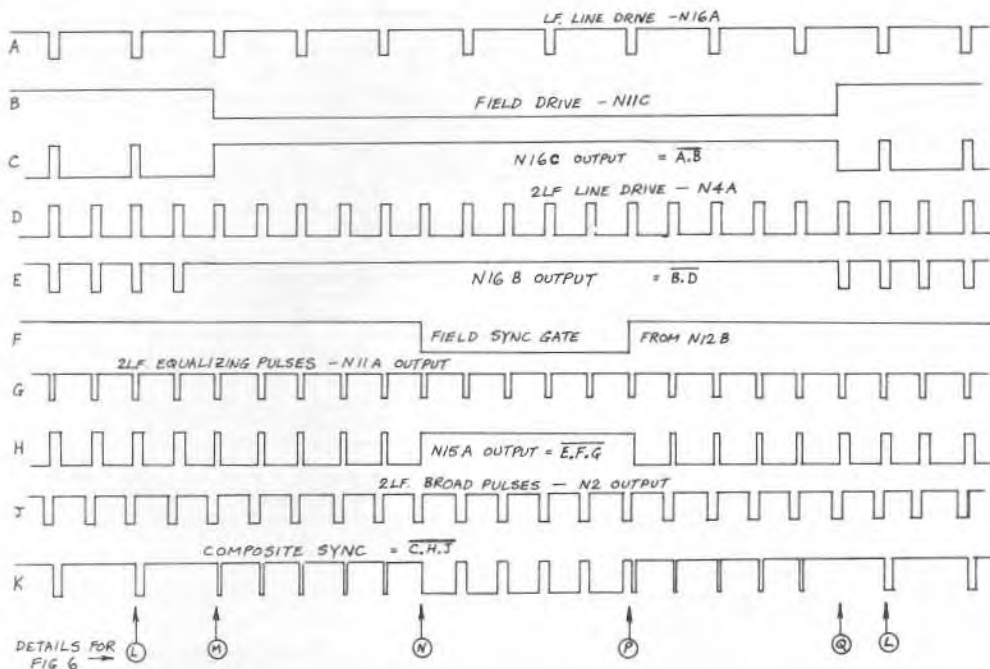 LF. LINE DRIVE - N16A
A
B
FIELD DRIVE - N11C
C
N16C OUTPUT = A.B
2LF LINE DRIVE - N4A
D
E
N16B OUTPUT = B.D
F
FIELD SYNC GATE
FROM N12B
2LF. EQUALIZING PULSES - N11A OUTPUT
G
H
N15A OUTPUT = E.F.G
2LF. BROAD PULSES - N2 OUTPUT
J
COMPOSITE SYNC = C.H.J
K
DETAILS FOR
FIG 6
L
M
N
P
Q
L